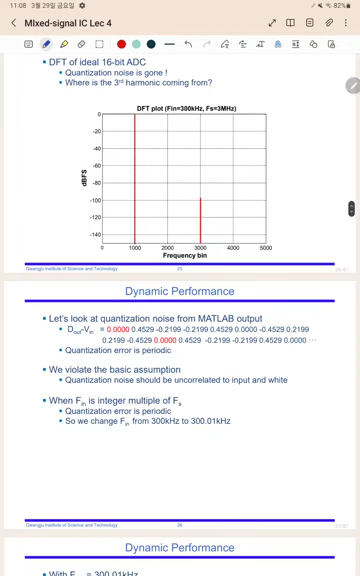 11:08 3월 29일 금요일
82%
MIxed-signal IC Lec 4
DFT of ideal 16-bit ADC
Quantization noise is gone !
Where is the 3rd harmonic coming from?
DFT plot (Fin=300kHz, Fs=3MHz)
dBFS
0
-20
-40
-60
-80
-100
-120
-140
0 1000 2000 3000 4000 5000
Frequency bin
Gwangju Institute of Science and Technology 25
Dynamic Performance
Let's look at quantization noise from MATLAB output
Dout-Vin = 0.0000 0.4529 -0.2199 -0.2199 0.4529 0.0000 -0.4529 0.2199
0.2199 -0.4529 0.0000 0.4529 -0.2199 -0.2199 0.4529 0.0000 ⋯
Quantization error is periodic
We violate the basic assumption
Quantization noise should be uncorrelated to input and white
When Fin is integer multiple of Fs
Quantization error is periodic
So we change Fin from 300kHz to 300.01kHz
Gwangju Institute of Science and Technology 26
Dynamic Performance
With F = 300.01kHz